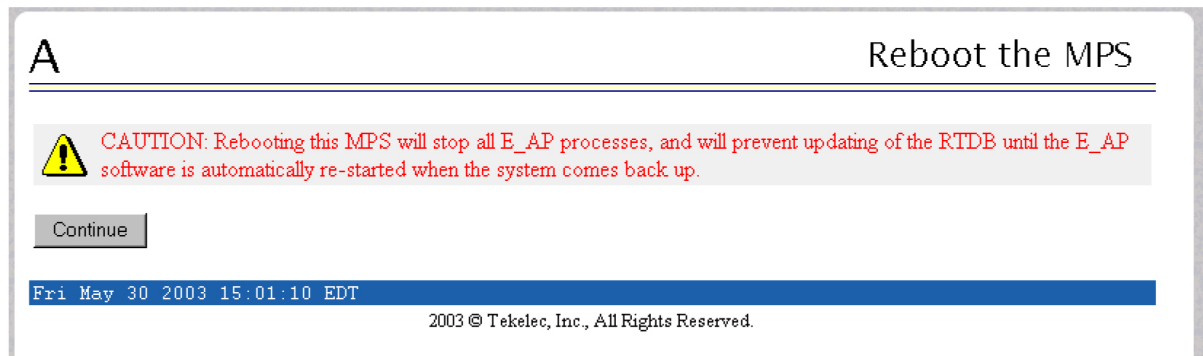 A
Reboot the MPS
CAUTION: Rebooting this MPS will stop all E_AP processes, and will prevent updating of the RTDB until the E_AP
software is automatically re-started when the system comes back up.
Continue
Fri May 30 2003 15:01:10 EDT
2003 © Tekelec, Inc., All Rights Reserved.